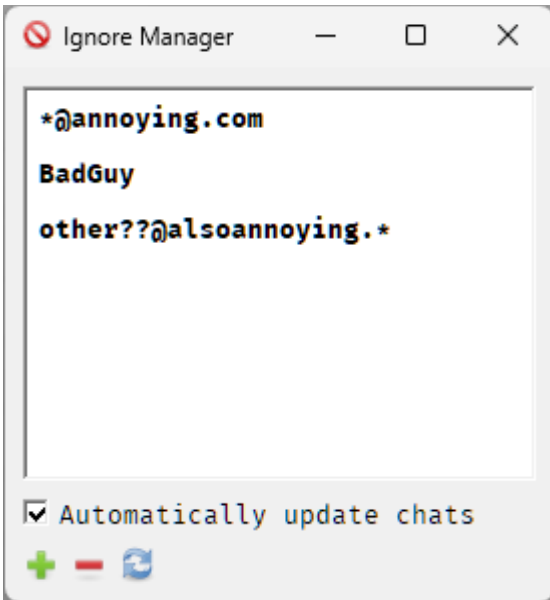 Ignore Manager
*@annoying.com
BadGuy
other??@alsoannoying.*
Automatically update chats